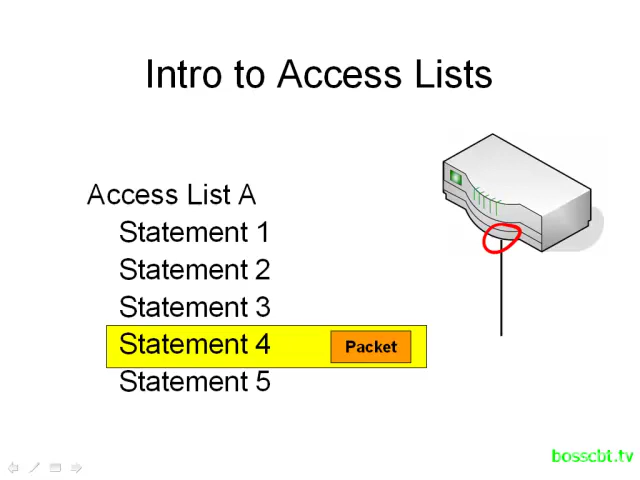 Intro to Access Lists
Access List A
Statement 1
Statement 2
Statement 3
Statement 4
Packet
Statement 5
bosscbt.tv